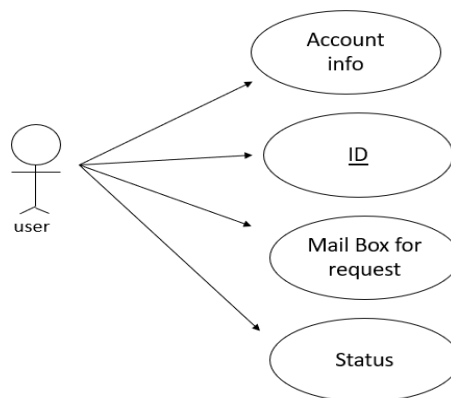 Account
info
ID
user
Mail Box for
request
Status